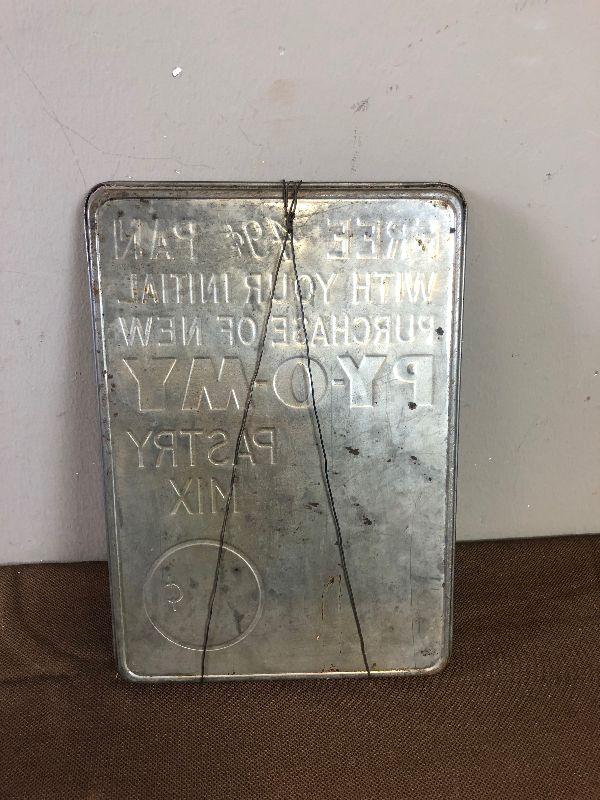 FREE 49¢ PAN
WITH YOUR INITIAL
PURCHASE OF NEW
PY-O-MY
PASTRY
MIX
¢